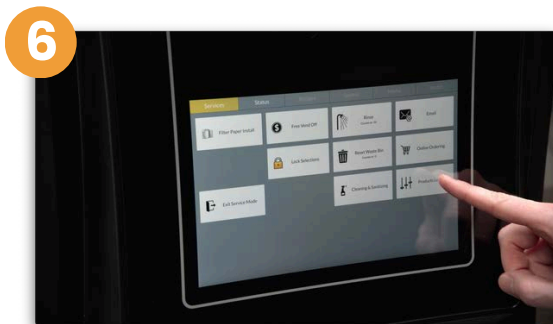 6
Services
Status
Filter Paper Install
$ Free Vend Off
Rinse
Email
Lock Selections
Reset Waste Bin
Online Ordering
Exit Service Mode
Cleaning & Sanitizing